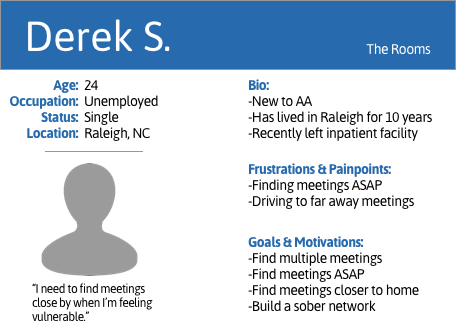 Derek S.
The Rooms
Age: 24
Occupation: Unemployed
Status: Single
Location: Raleigh, NC
"I need to find meetings
close by when I'm feeling
vulnerable."
Bio:
-New to AA
-Has lived in Raleigh for 10 years
-Recently left inpatient facility
Frustrations & Painpoints:
-Finding meetings ASAP
-Driving to far away meetings
Goals & Motivations:
-Find multiple meetings
-Find meetings ASAP
-Find meetings closer to home
-Build a sober network